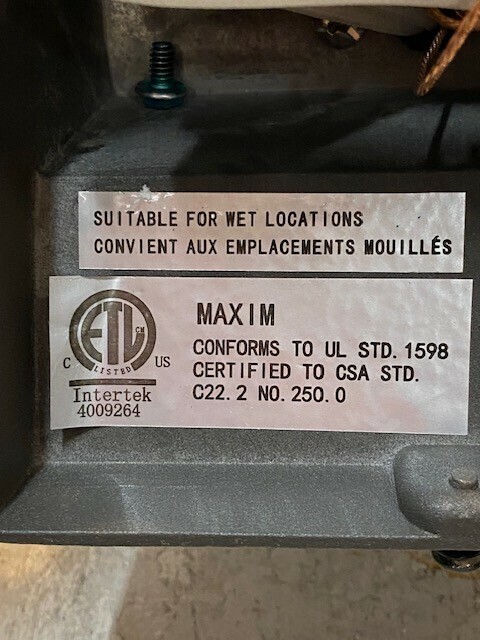 SUITABLE FOR WET LOCATIONS
CONVIENT AUX EMPLACEMENTS MOUILLÉS
ETL CM
LISTED
C US
Intertek
4009264
MAXIM
CONFORMS TO UL STD. 1598
CERTIFIED TO CSA STD.
C22. 2 NO. 250. 0